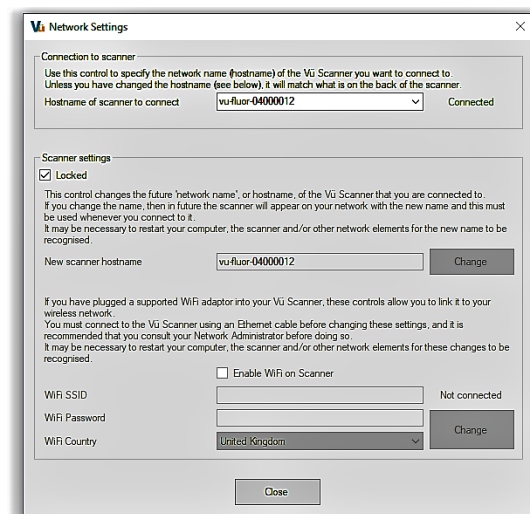 Vü Network Settings
Connection to scanner
Use this control to specify the network name (hostname) of the Vü Scanner you want to connect to.
Unless you have changed the hostname (see below), it will match what is on the back of the scanner.
Hostname of scanner to connect vu-fluor-04000012 Connected
Scanner settings
Locked
This control changes the future 'network name', or hostname, of the Vü Scanner that you are connected to.
If you change the name, then in future the scanner will appear on your network with the new name and this must
be used whenever you connect to it.
It may be necessary to restart your computer, the scanner and/or other network elements for the new name to be
recognised.
New scanner hostname vu-fluor-04000012 Change
If you have plugged a supported WiFi adaptor into your Vü Scanner, these controls allow you to link it to your
wireless network.
You must connect to the Vü Scanner using an Ethernet cable before changing these settings, and it is
recommended that you consult your Network Administrator before doing so.
It may be necessary to restart your computer, the scanner and/or other network elements for these changes to be
recognised.
Enable WiFi on Scanner
WiFi SSID Not connected
WiFi Password
Change
WiFi Country United Kingdom
Close